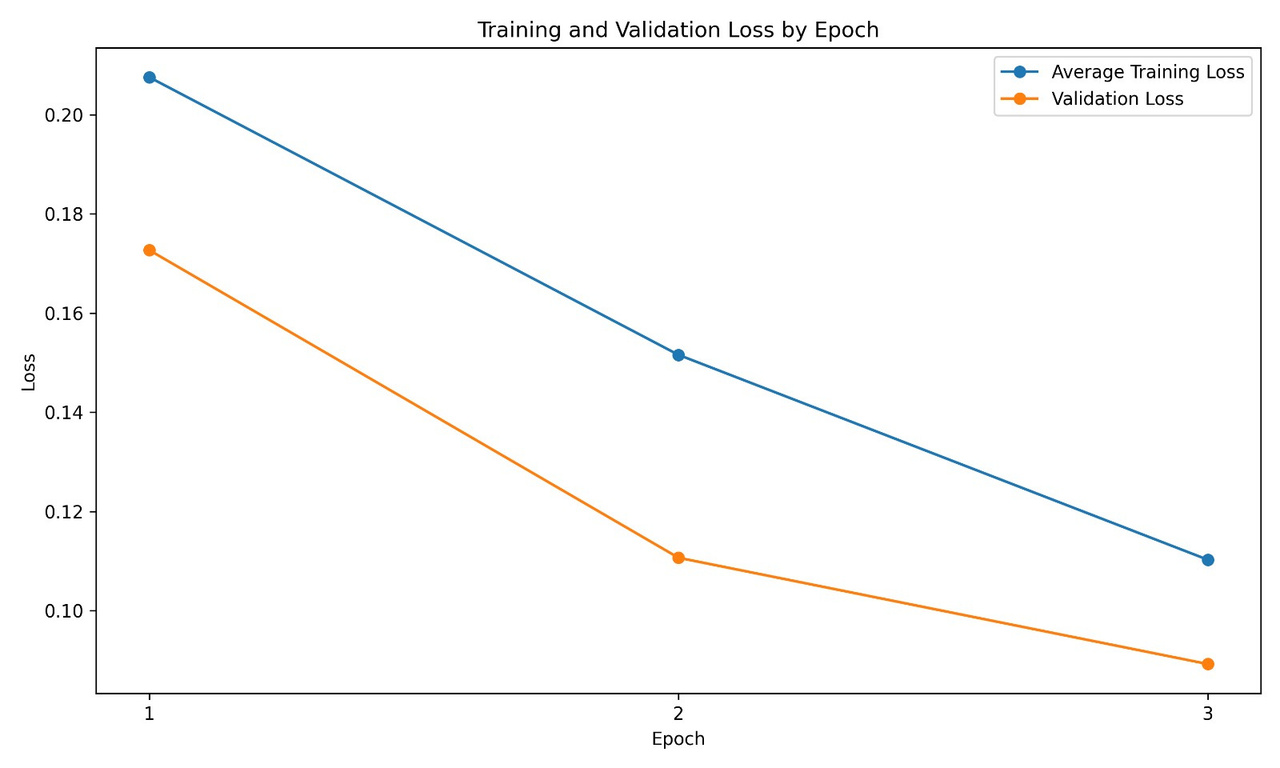 Training and Validation Loss by Epoch
Average Training Loss
Validation Loss
0.20
0.18
0.16
0.14
0.12
0.10
Loss
1
2
3
Epoch